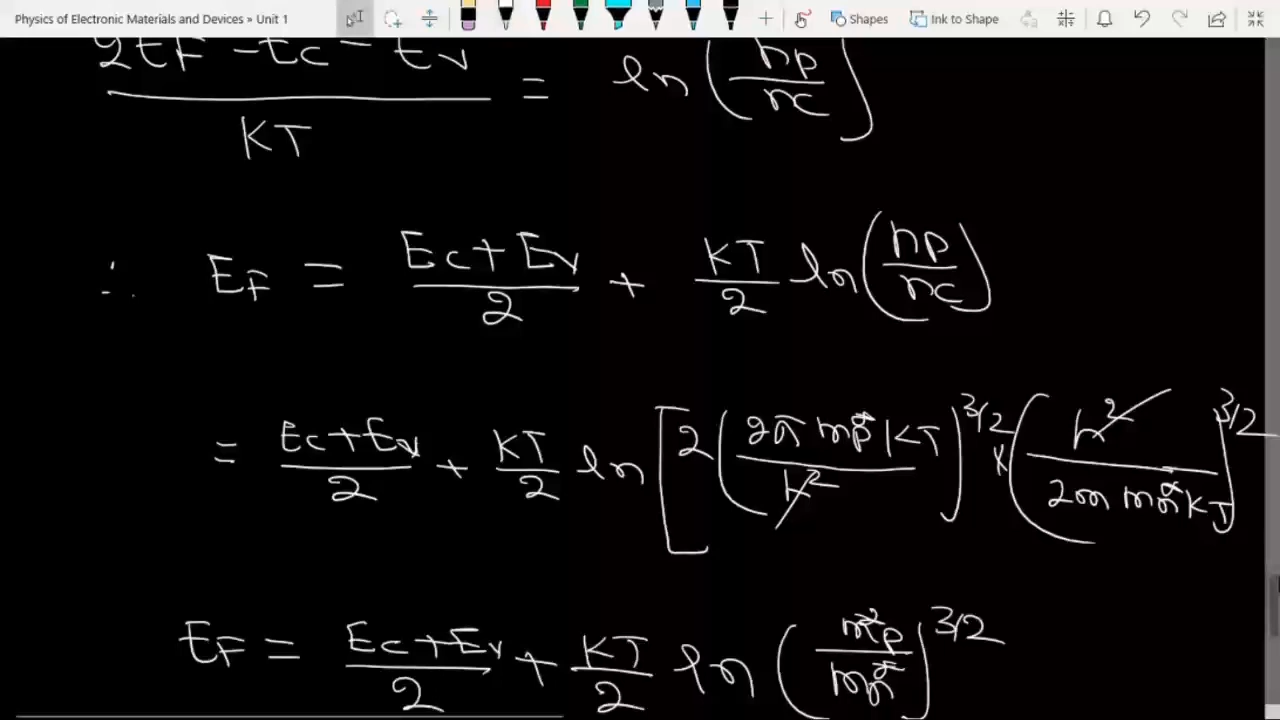 Physics of Electronic Materials and Devices » Unit 1
Shapes
Ink to Shape
2EF - Ec - Ev / KT = ln (np / nc)
∴ EF = Ec + Ev / 2 + KT / 2 ln (np / nc)
= Ec + Ev / 2 + KT / 2 ln [2 (2π mp* KT / h²)^3/2 × (h² / 2π mn* KT)^3/2
EF = Ec + Ev / 2 + KT / 2 ln (m*p / mn*)^3/2